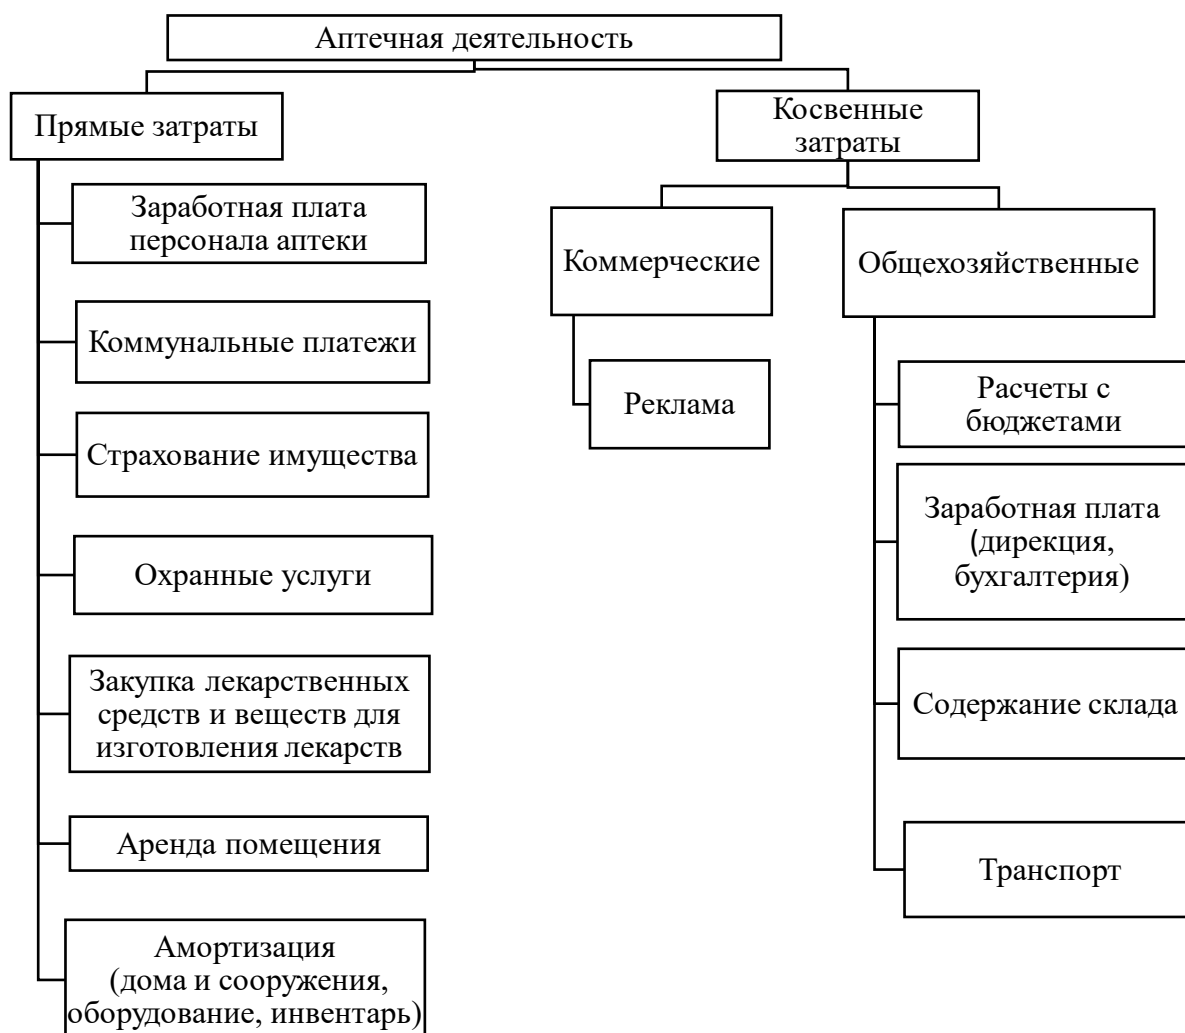 Аптечная деятельность
Прямые затраты
Заработная плата
персонала аптеки
Коммунальные платежи
Страхование имущества
Охранные услуги
Закупка лекарственных
средств и веществ для
изготовления лекарств
Аренда помещения
Амортизация
(дома и сооружения,
оборудование, инвентарь)
Косвенные
затраты
Коммерческие
Реклама
Общехозяйственные
Расчеты с
бюджетами
Заработная плата
(дирекция,
бухгалтерия)
Содержание склада
Транспорт